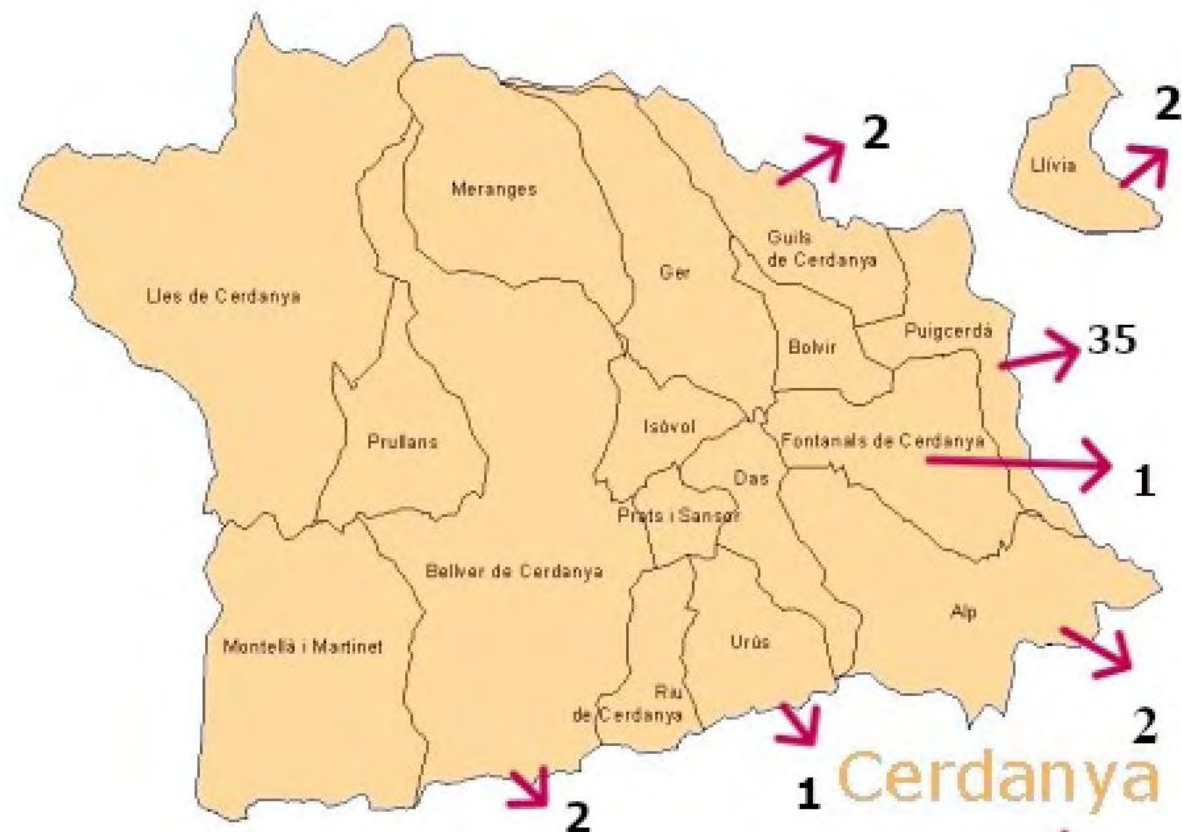 2
2
Llívia
Meranges
Guils
de Cerdanya
Ger
Lles de Cerdanya
Puigcerdà
35
Bolvir
Isòvol
Prullans
Fontanals de Cerdanya
Das
1
Prats i Sansor
Bellver de Cerdanya
Alp
Montellà i Martinet
Urús
Riu
de Cerdanya
2
Cerdanya
1
2